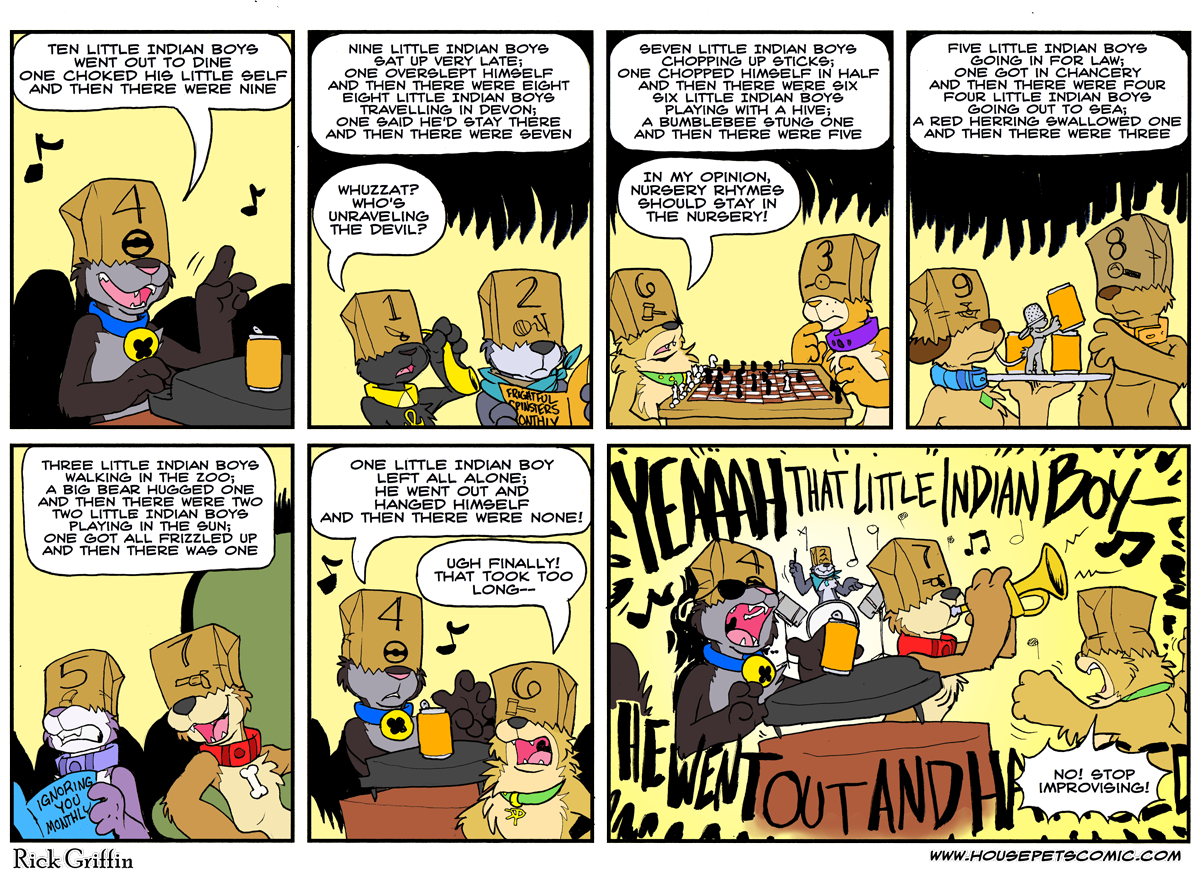 TEN LITTLE INDIAN BOYS
WENT OUT TO DINE
ONE CHOKED HIS LITTLE SELF
AND THEN THERE WERE NINE
4
NINE LITTLE INDIAN BOYS
SAT UP VERY LATE;
ONE OVERSLEPT HIMSELF
AND THEN THERE WERE EIGHT
EIGHT LITTLE INDIAN BOYS
TRAVELLING IN DEVON;
ONE SAID HE'D STAY THERE
AND THEN THERE WERE SEVEN
WHUZZAT?
WHO'S
UNRAVELING
THE DEVIL?
1
2
FRIGHTFUL
SPINSTERS
MONTHLY
SEVEN LITTLE INDIAN BOYS
CHOPPING UP STICKS;
ONE CHOPPED HIMSELF IN HALF
AND THEN THERE WERE SIX
SIX LITTLE INDIAN BOYS
PLAYING WITH A HIVE;
A BUMBLEBEE STUNG ONE
AND THEN THERE WERE FIVE
IN MY OPINION,
NURSERY RHYMES
SHOULD STAY IN
THE NURSERY!
6
3
FIVE LITTLE INDIAN BOYS
GOING IN FOR LAW;
ONE GOT IN CHANCERY
AND THEN THERE WERE FOUR
FOUR LITTLE INDIAN BOYS
GOING OUT TO SEA;
A RED HERRING SWALLOWED ONE
AND THEN THERE WERE THREE
9
8
THREE LITTLE INDIAN BOYS
WALKING IN THE ZOO;
A BIG BEAR HUGGED ONE
AND THEN THERE WERE TWO
TWO LITTLE INDIAN BOYS
PLAYING IN THE SUN;
ONE GOT ALL FRIZZLED UP
AND THEN THERE WAS ONE
5
7
IGNORING
YOU
MONTHLY
ONE LITTLE INDIAN BOY
LEFT ALL ALONE;
HE WENT OUT AND
HANGED HIMSELF
AND THEN THERE WERE NONE!
UGH FINALLY!
THAT TOOK TOO
LONG--
4
6
YEAAAH THAT LITTLE INDIAN BOY—
4
2
7
HE WENT OUT AND H
NO! STOP
IMPROVISING!
Rick Griffin
WWW.HOUSEPETSCOMIC.COM